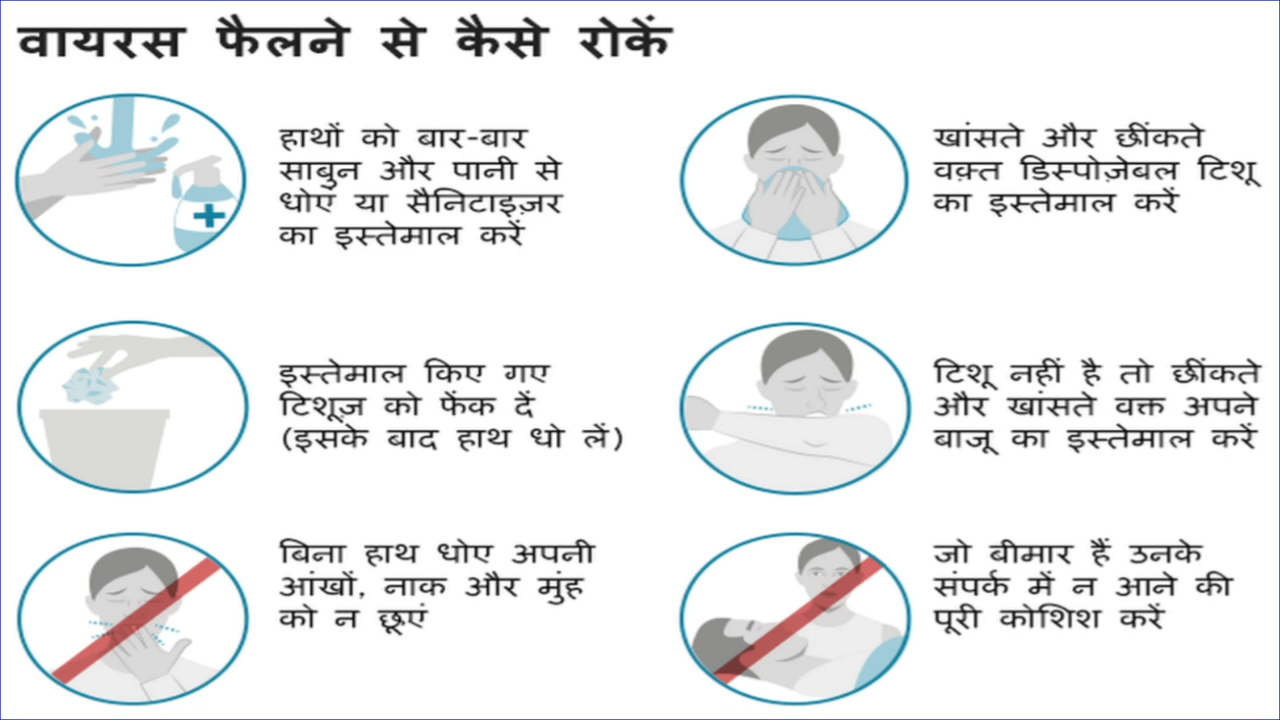 वायरस फैलने से कैसे रोकें
हाथों को बार-बार
साबुन और पानी से
धोएं या सैनिटाइज़र
का इस्तेमाल करें
खांसते और छींकते
वक़्त डिस्पोज़ेबल टिशू
का इस्तेमाल करें
इस्तेमाल किए गए
टिशूज़ को फेंक दें
(इसके बाद हाथ धो लें)
टिशू नहीं है तो छींकते
और खांसते वक्त अपने
बाजू का इस्तेमाल करें
बिना हाथ धोए अपनी
आंखों, नाक और मुंह
को न छूएं
जो बीमार हैं उनके
संपर्क में न आने की
पूरी कोशिश करें